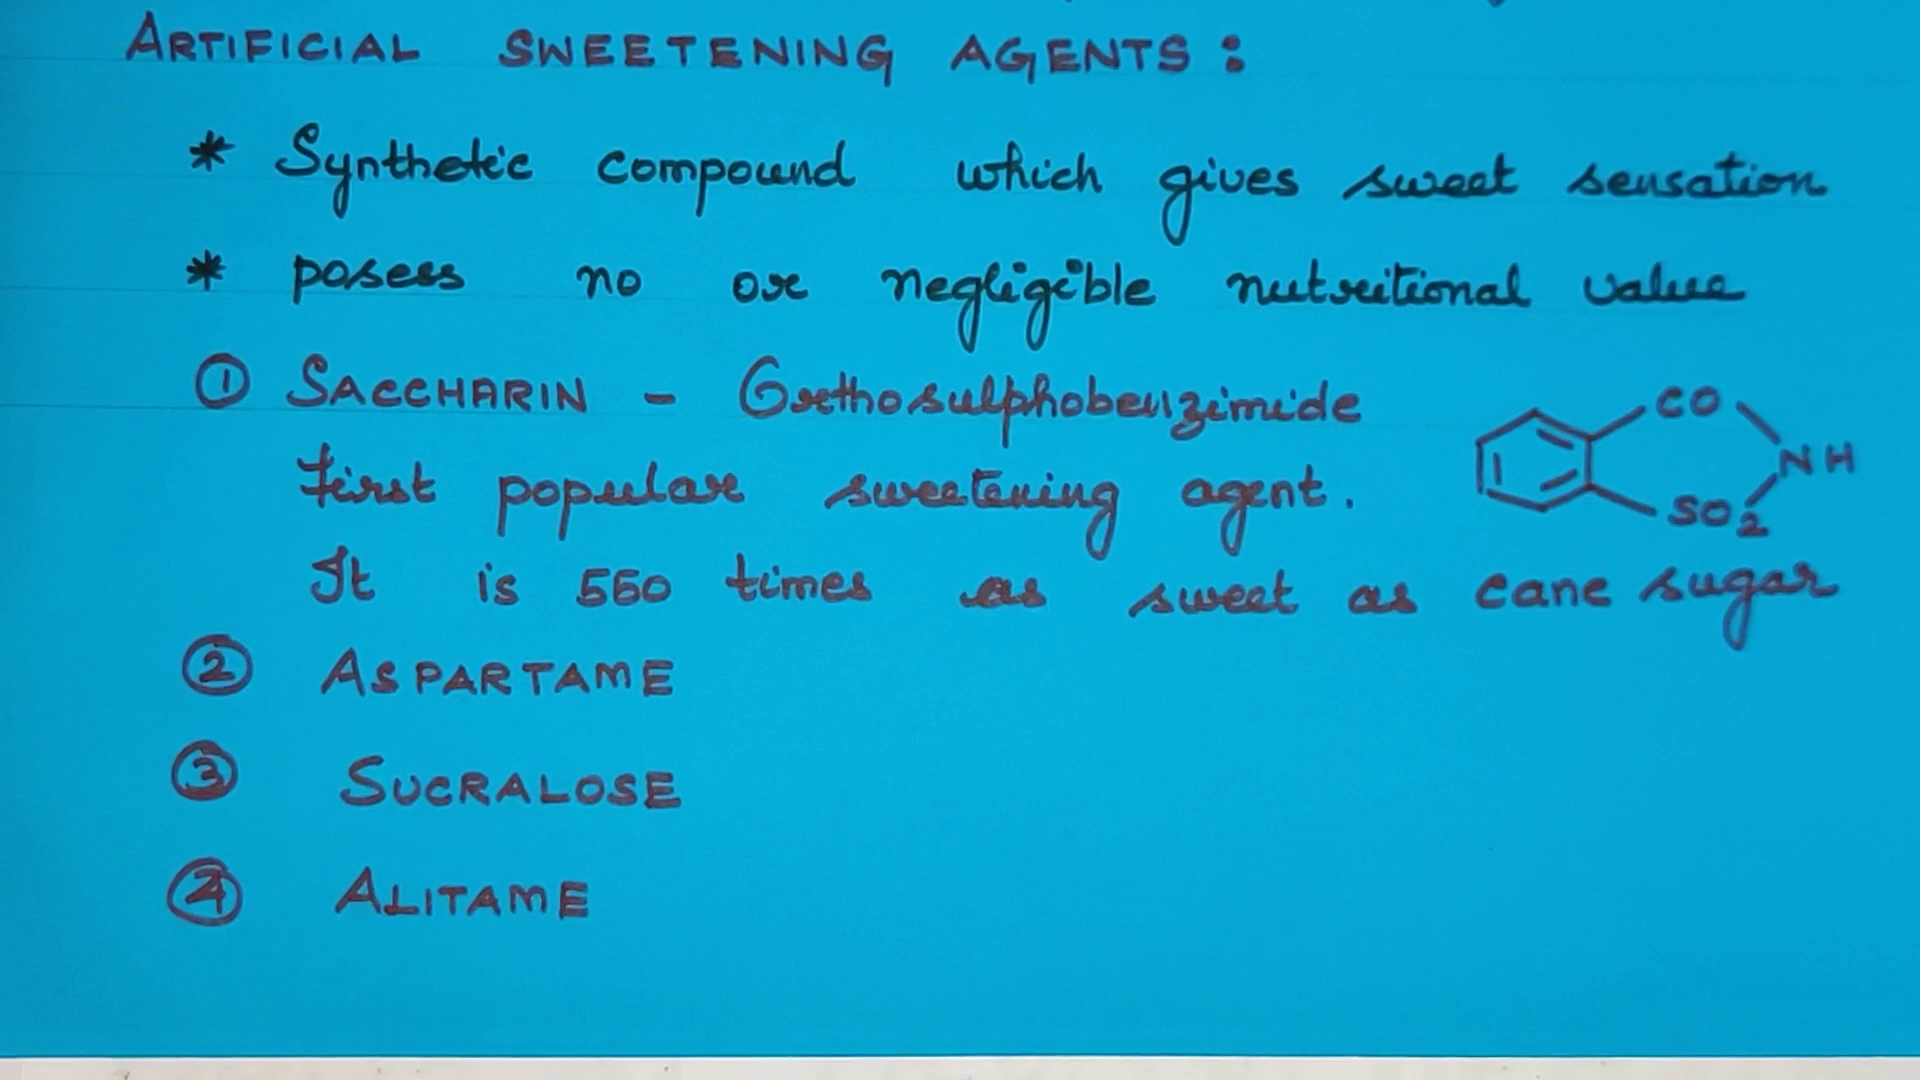 ARTIFICIAL SWEETENING AGENTS :
* Synthetic compound which gives sweet sensation
* posess no or negligible nutritional value
① SACCHARIN - Orthosulphobenzimide
First popular sweetening agent.
It is 550 times as sweet as cane sugar
CO
NH
SO2
② ASPARTAME
③ SUCRALOSE
④ ALITAME